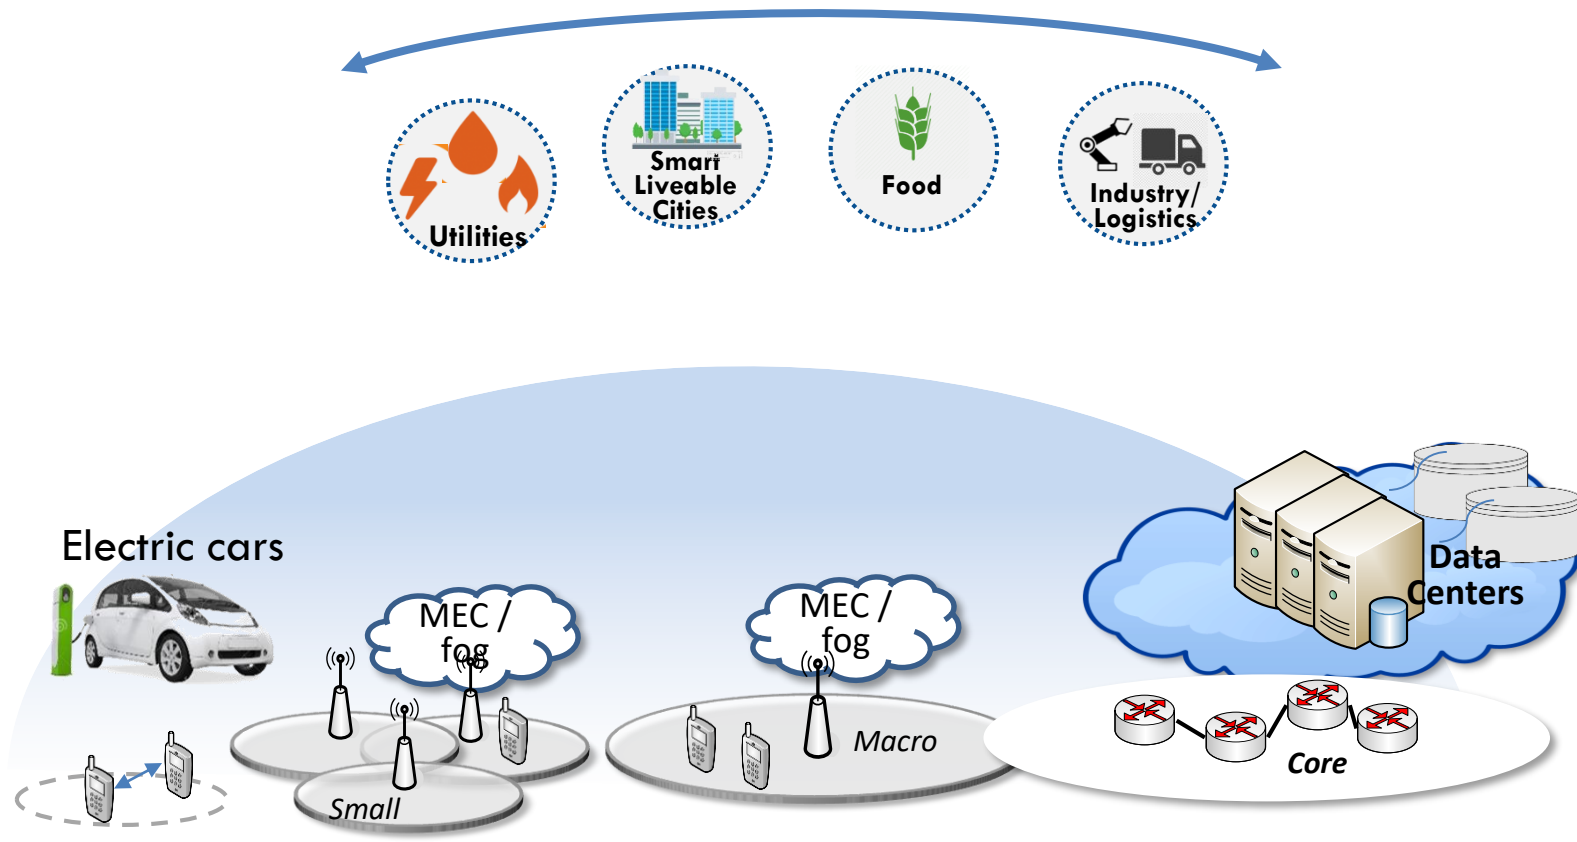 Utilities
Smart
Liveable
Cities
Food
Industry/
Logistics
Electric cars
MEC /
fog
MEC /
fog
Data
Centers
Small
Macro
Core